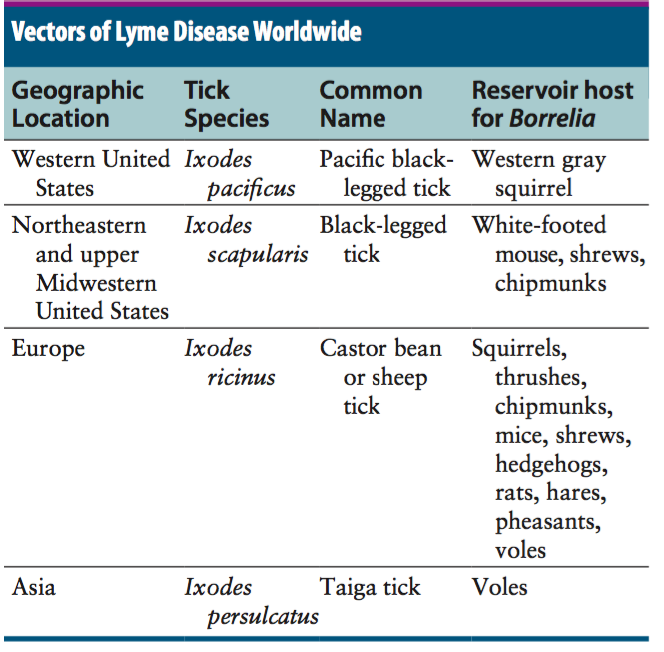 Vectors of Lyme Disease Worldwide
Geographic Location
Tick Species
Common Name
Reservoir host for Borrelia
Western United States
Ixodes pacificus
Pacific black-legged tick
Western gray squirrel
Northeastern and upper Midwestern United States
Ixodes scapularis
Black-legged tick
White-footed mouse, shrews, chipmunks
Europe
Ixodes ricinus
Castor bean or sheep tick
Squirrels, thrushes, chipmunks, mice, shrews, hedgehogs, rats, hares, pheasants, voles
Asia
Ixodes persulcatus
Taiga tick
Voles